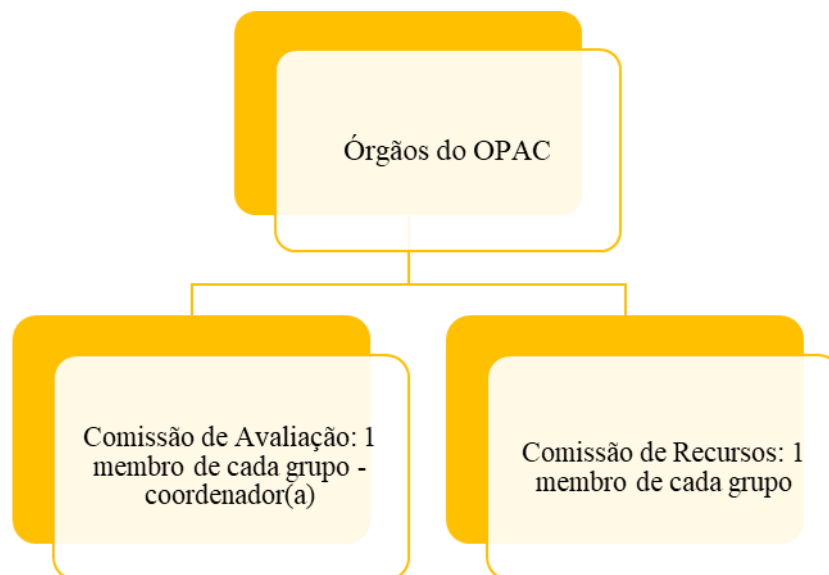 Órgãos do OPAC
Comissão de Avaliação: 1
membro de cada grupo -
coordenador(a)
Comissão de Recursos: 1
membro de cada grupo